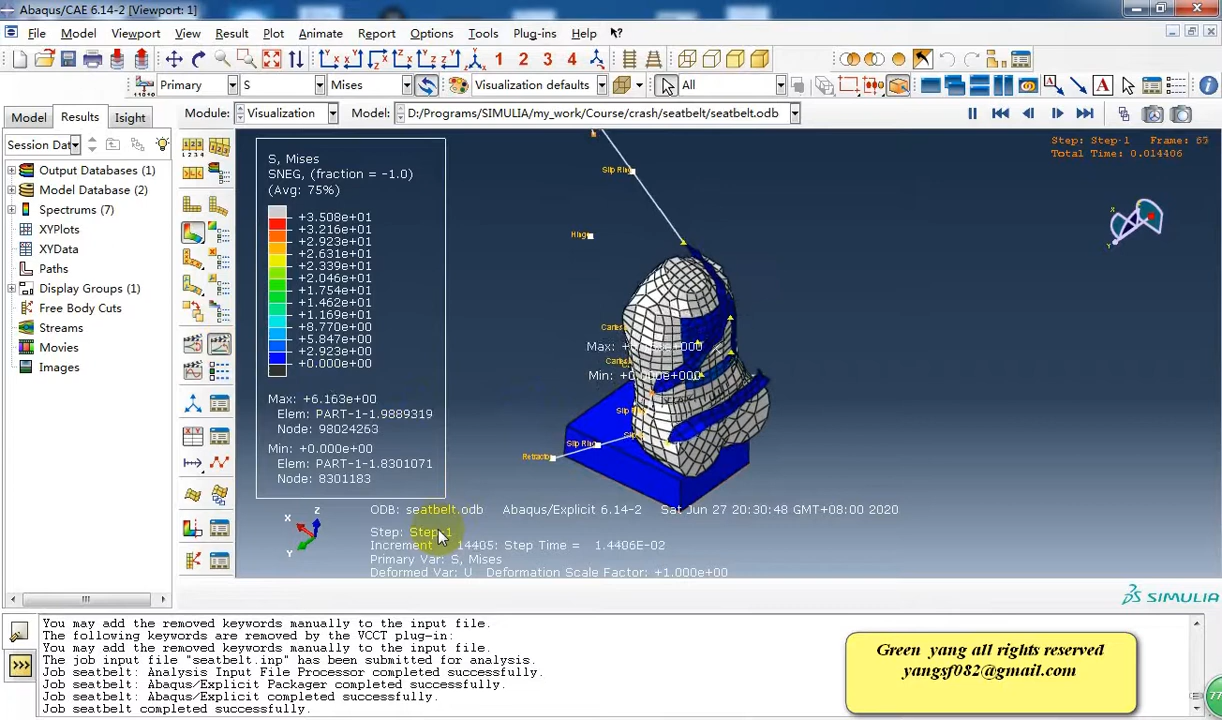 Abaqus/CAE 6.14-2 [Viewport: 1]
File Model Viewport View Result Plot Animate Report Options Tools Plug-ins Help
Primary S Mises Visualization defaults All
Model Results Isight Module: Visualization Model: D:/Programs/SIMULIA/my_work/Course/crash/seatbelt/seatbelt.odb
Session Dat
Output Databases (1)
Model Database (2)
Spectrums (7)
XYPlots
XYData
Paths
Display Groups (1)
Free Body Cuts
Streams
Movies
Images
S, Mises
SNEG, (fraction = -1.0)
(Avg: 75%)
+3.508e+01
+3.216e+01
+2.923e+01
+2.631e+01
+2.339e+01
+2.046e+01
+1.754e+01
+1.462e+01
+1.169e+01
+8.770e+00
+5.847e+00
+2.923e+00
+0.000e+00
Max: +6.163e+00
Elem: PART-1-1.9889319
Node: 98024263
Min: +0.000e+00
Elem: PART-1-1.8301071
Node: 8301183
Step: Step-1 Frame: 65
Total Time: 0.014406
Slip Ring
Hinge
Max:
Min:
Slip Ring
Retractor
X Y Z
ODB: seatbelt.odb Abaqus/Explicit 6.14-2 Sat Jun 27 20:30:48 GMT+08:00 2020
Step: Step-1
Increment 14405: Step Time = 1.4406E-02
Primary Var: S, Mises
Deformed Var: U Deformation Scale Factor: +1.000e+00
SIMULIA
You may add the removed keywords manually to the input file.
The following keywords are removed by the VCCT plug-in:
You may add the removed keywords manually to the input file.
The job input file "seatbelt.inp" has been submitted for analysis.
Job seatbelt: Analysis Input File Processor completed successfully.
Job seatbelt: Abaqus/Explicit Packager completed successfully.
Job seatbelt: Abaqus/Explicit completed successfully.
Job seatbelt completed successfully.
Green yang all rights reserved
yangsf082@gmail.com
77